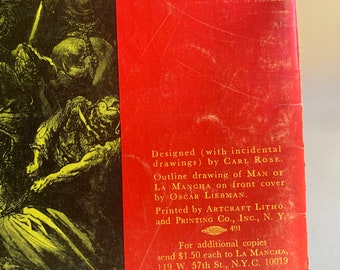 Designed (with incidental
drawings) by CARL ROSE.
Outline drawing of MAN OF
LA MANCHA on front cover
by OSCAR LIEBMAN.
Printed by ARTCRAFT LITHO.
AND PRINTING CO., INC., N. Y.
491
For additional copies
send $1.50 each to LA MANCHA,
119 W. 57th St., N.Y.C. 10019